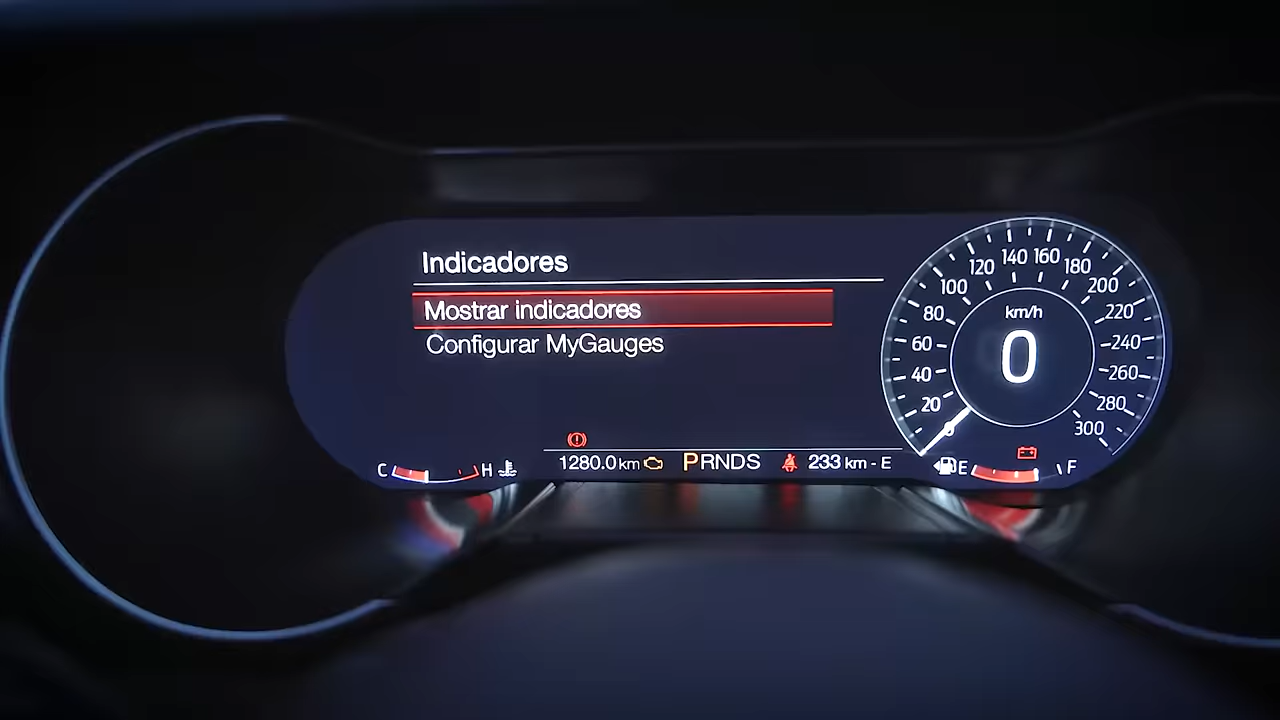 Indicadores
Mostrar indicadores
Configurar MyGauges
km/h
0
20
40
60
80
100
120
140
160
180
200
220
240
260
280
300
C H
1280.0 km
PRNDS
233 km - E
E F